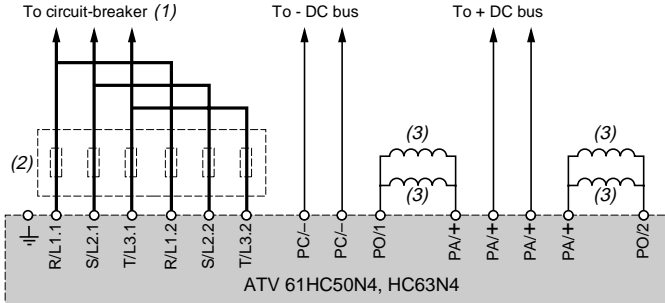 To circuit-breaker (1)
To - DC bus
To + DC bus
(3)
(3)
(2)
(3)
(3)
R/L1.1
S/L2.1
T/L3.1
R/L1.2
S/L2.2
T/L3.2
PC/–
PC/–
PO/1
PA/+
PA/+
PA/+
PA/+
PO/2
ATV 61HC50N4, HC63N4